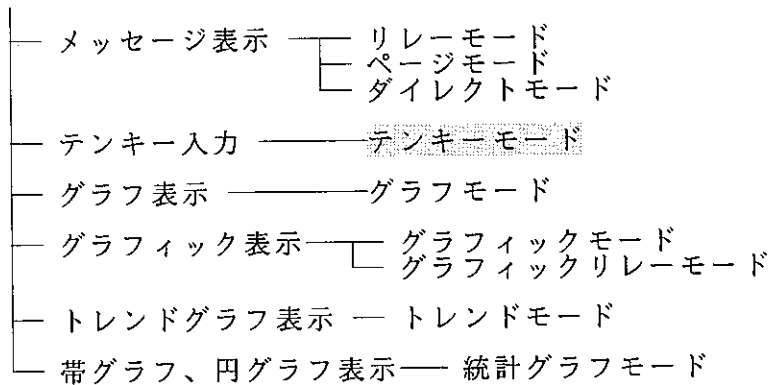 メッセージ表示 リレーモード
ページモード
ダイレクトモード
テンキー入力 テンキーモード
グラフ表示 グラフモード
グラフィック表示 グラフィックモード
グラフィックリレーモード
トレンドグラフ表示 トレンドモード
帯グラフ、円グラフ表示 統計グラフモード